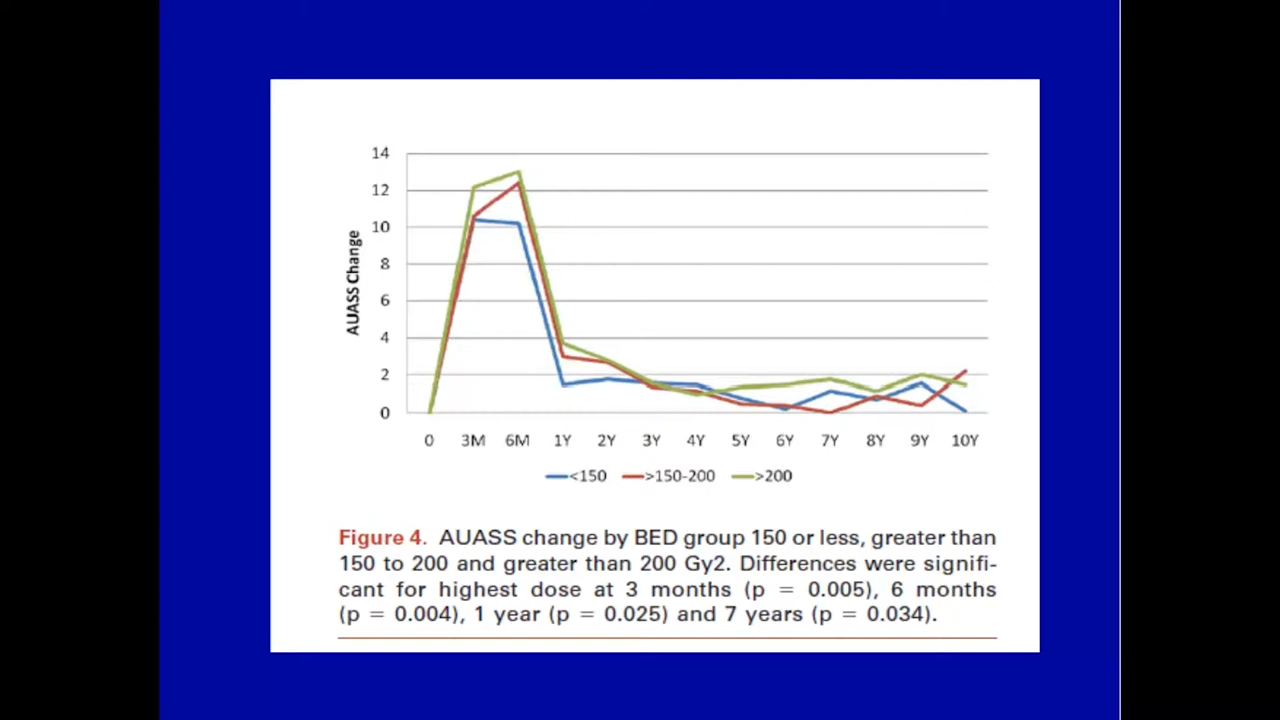 14
12
10
8
6
4
2
0
AUASS Change
0 3M 6M 1Y 2Y 3Y 4Y 5Y 6Y 7Y 8Y 9Y 10Y
<150 >150-200 >200
Figure 4. AUASS change by BED group 150 or less, greater than
150 to 200 and greater than 200 Gy2. Differences were signifi-
cant for highest dose at 3 months (p = 0.005), 6 months
(p = 0.004), 1 year (p = 0.025) and 7 years (p = 0.034).